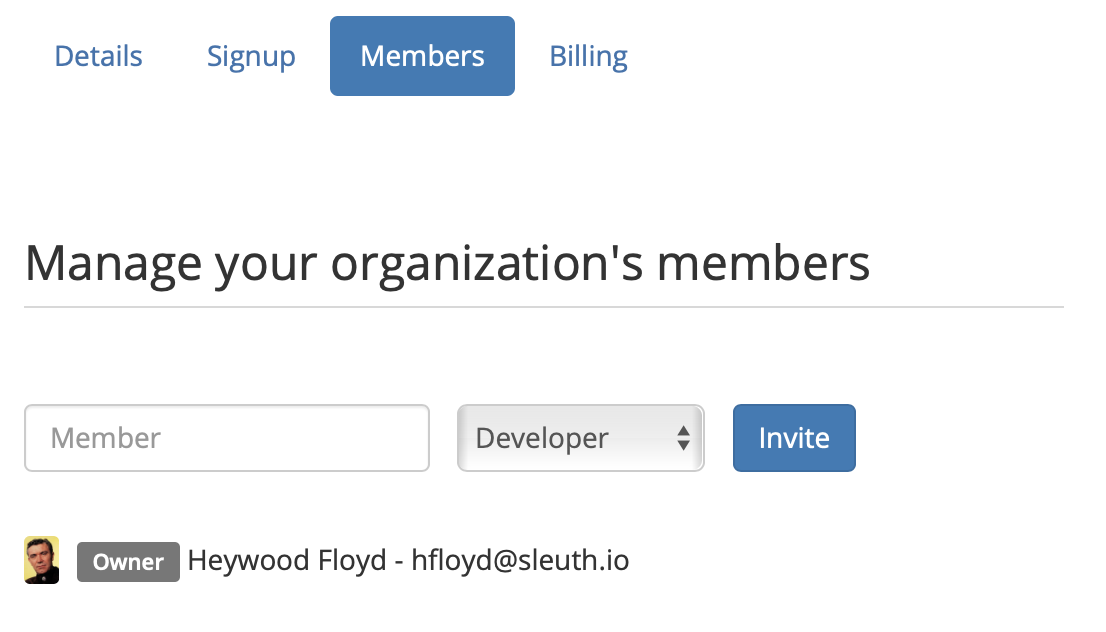 Details Signup Members Billing
Manage your organization's members
Member Developer Invite
Owner Heywood Floyd - hfloyd@sleuth.io